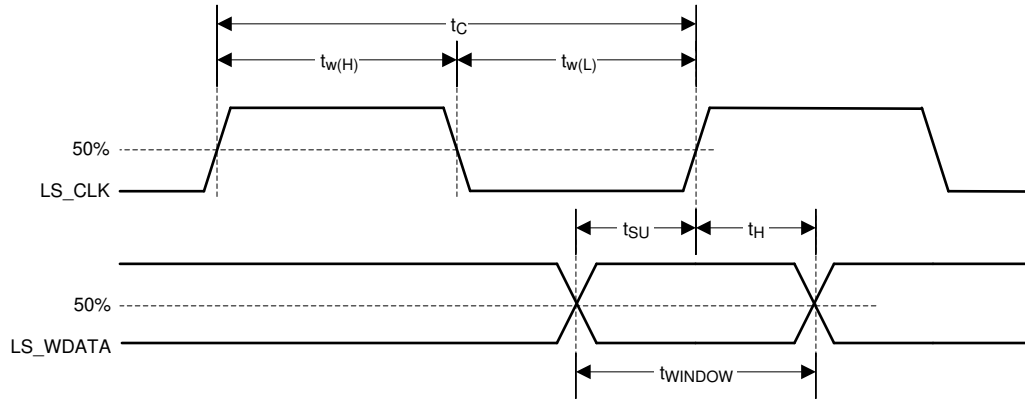 tC
tw(H)
tw(L)
50%
LS_CLK
tSU
tH
50%
LS_WDATA
tWINDOW